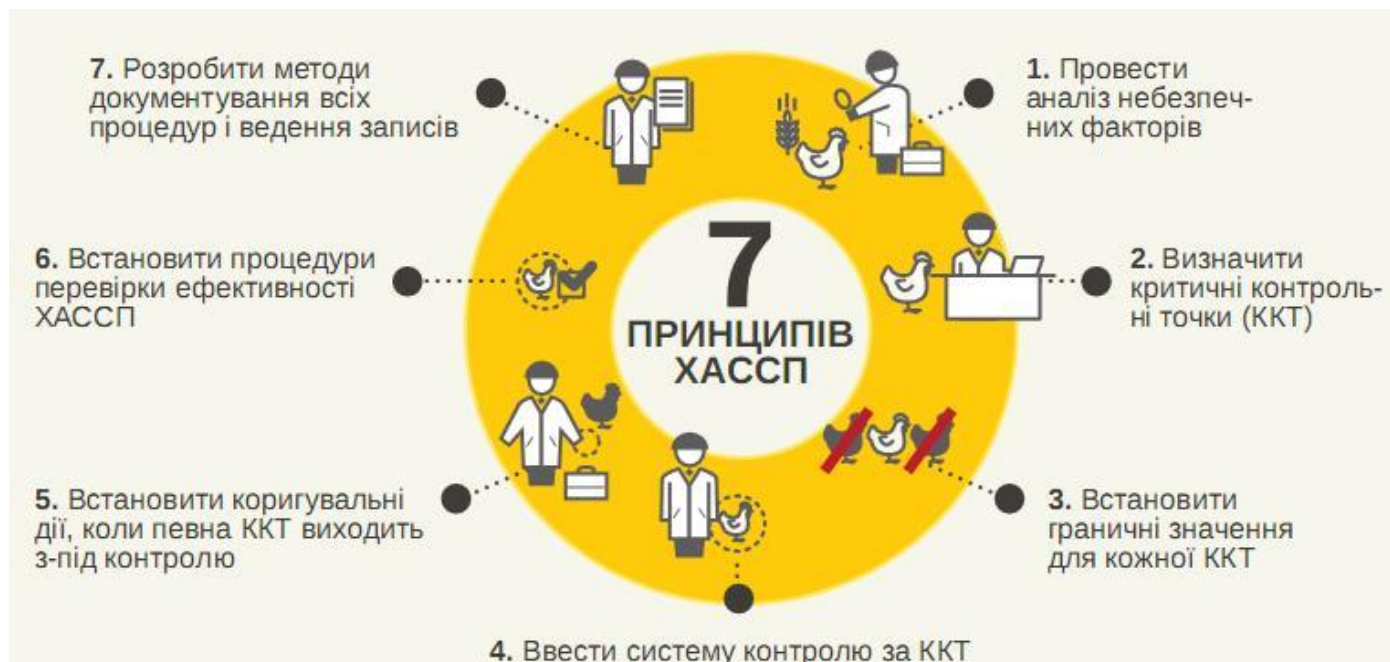 7
ПРИНЦИПІВ
ХАССП
1. Провести
аналіз небезпеч-
них факторів
2. Визначити
критичні контроль-
ні точки (ККТ)
3. Встановити
граничні значення
для кожної ККТ
4. Ввести систему контролю за ККТ
5. Встановити коригувальні
дії, коли певна ККТ виходить
з-під контролю
6. Встановити процедури
перевірки ефективності
ХАССП
7. Розробити методи
документування всіх
процедур і ведення записів